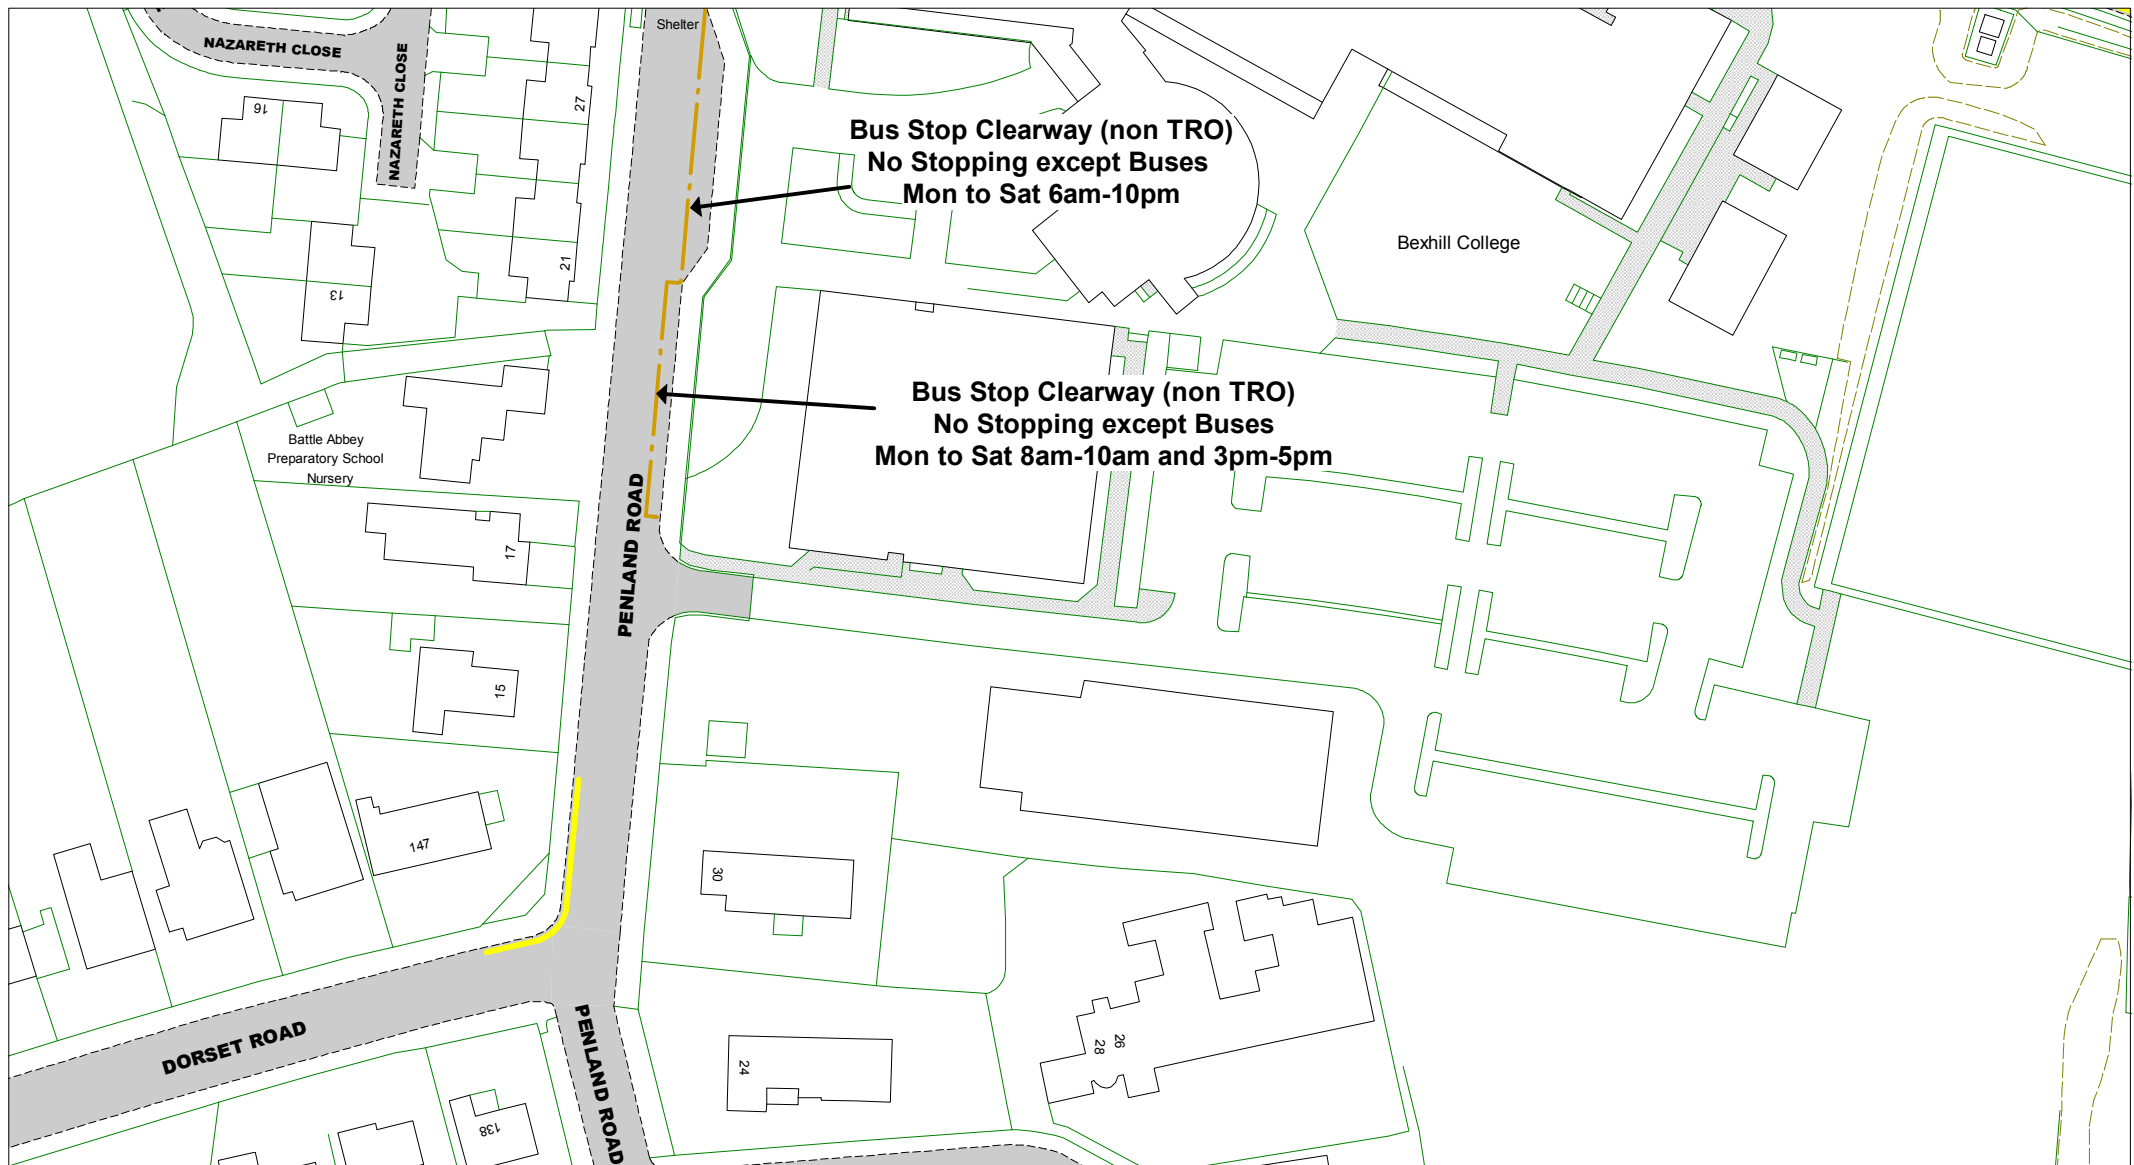 Shelter
NAZARETH CLOSE
NAZARETH CLOSE
16
27
Bus Stop Clearway (non TRO)
No Stopping except Buses
Mon to Sat 6am-10pm
Bexhill College
21
13
Bus Stop Clearway (non TRO)
No Stopping except Buses
Mon to Sat 8am-10am and 3pm-5pm
Battle Abbey
Preparatory School
Nursery
PENLAND ROAD
17
15
147
30
DORSET ROAD
PENLAND ROAD
24
26
28
138